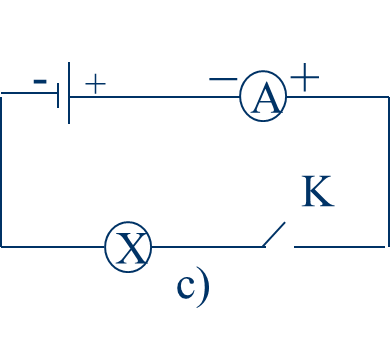 - + − A +
K
X
c)